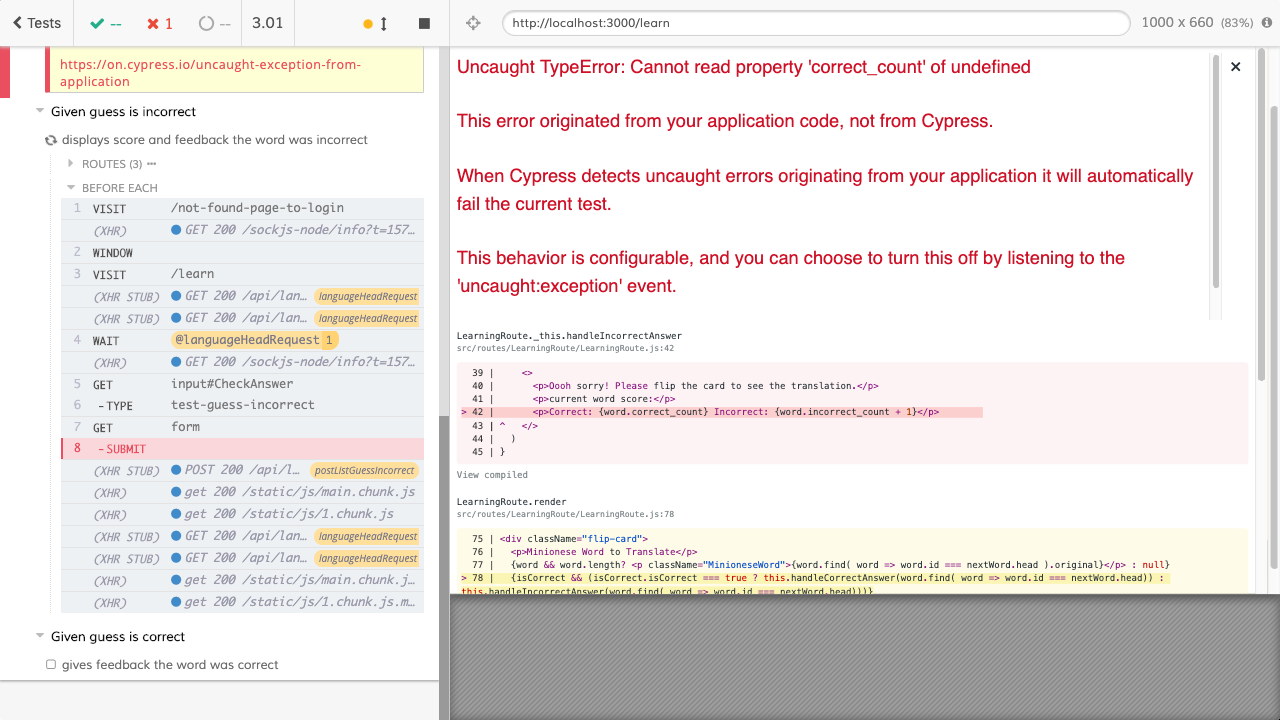 Tests
--
1
--
3.01
http://localhost:3000/learn
1000 x 660 (83%)
https://on.cypress.io/uncaught-exception-from-
application
Given guess is incorrect
displays score and feedback the word was incorrect
ROUTES (3) •••
BEFORE EACH
1 VISIT /not-found-page-to-login
(XHR) GET 200 /sockjs-node/info?t=157…
2 WINDOW
3 VISIT /learn
(XHR STUB) GET 200 /api/lan… languageHeadRequest
(XHR STUB) GET 200 /api/lan… languageHeadRequest
4 WAIT @languageHeadRequest 1
(XHR) GET 200 /sockjs-node/info?t=157…
5 GET input#CheckAnswer
6 -TYPE test-guess-incorrect
7 GET form
8 -SUBMIT
(XHR STUB) POST 200 /api/l… postListGuessIncorrect
(XHR) get 200 /static/js/main.chunk.js
(XHR) get 200 /static/js/1.chunk.js
(XHR STUB) GET 200 /api/lan… languageHeadRequest
(XHR STUB) GET 200 /api/lan… languageHeadRequest
(XHR) get 200 /static/js/main.chunk.j…
(XHR) get 200 /static/js/1.chunk.js.m…
Given guess is correct
gives feedback the word was correct
Uncaught TypeError: Cannot read property 'correct_count' of undefined
×
This error originated from your application code, not from Cypress.
When Cypress detects uncaught errors originating from your application it will automatically
fail the current test.
This behavior is configurable, and you can choose to turn this off by listening to the
'uncaught:exception' event.
LearningRoute._this.handleIncorrectAnswer
src/routes/LearningRoute/LearningRoute.js:42
39 | <>
40 | <p>Oooh sorry! Please flip the card to see the translation.</p>
41 | <p>current word score:</p>
> 42 | <p>Correct: {word.correct_count} Incorrect: {word.incorrect_count + 1}</p>
43 | ^ </>
44 | )
45 | }
View compiled
LearningRoute.render
src/routes/LearningRoute/LearningRoute.js:78
75 | <div className="flip-card">
76 | <p>Minionese Word to Translate</p>
77 | {word && word.length? <p className="MinioneseWord">{word.find( word => word.id === nextWord.head ).original}</p> : null}
> 78 | {isCorrect && (isCorrect.isCorrect === true ? this.handleCorrectAnswer(word.find( word => word.id === nextWord.head)) :
this.handleIncorrectAnswer(word.find( word => word.id === nextWord.head)))}